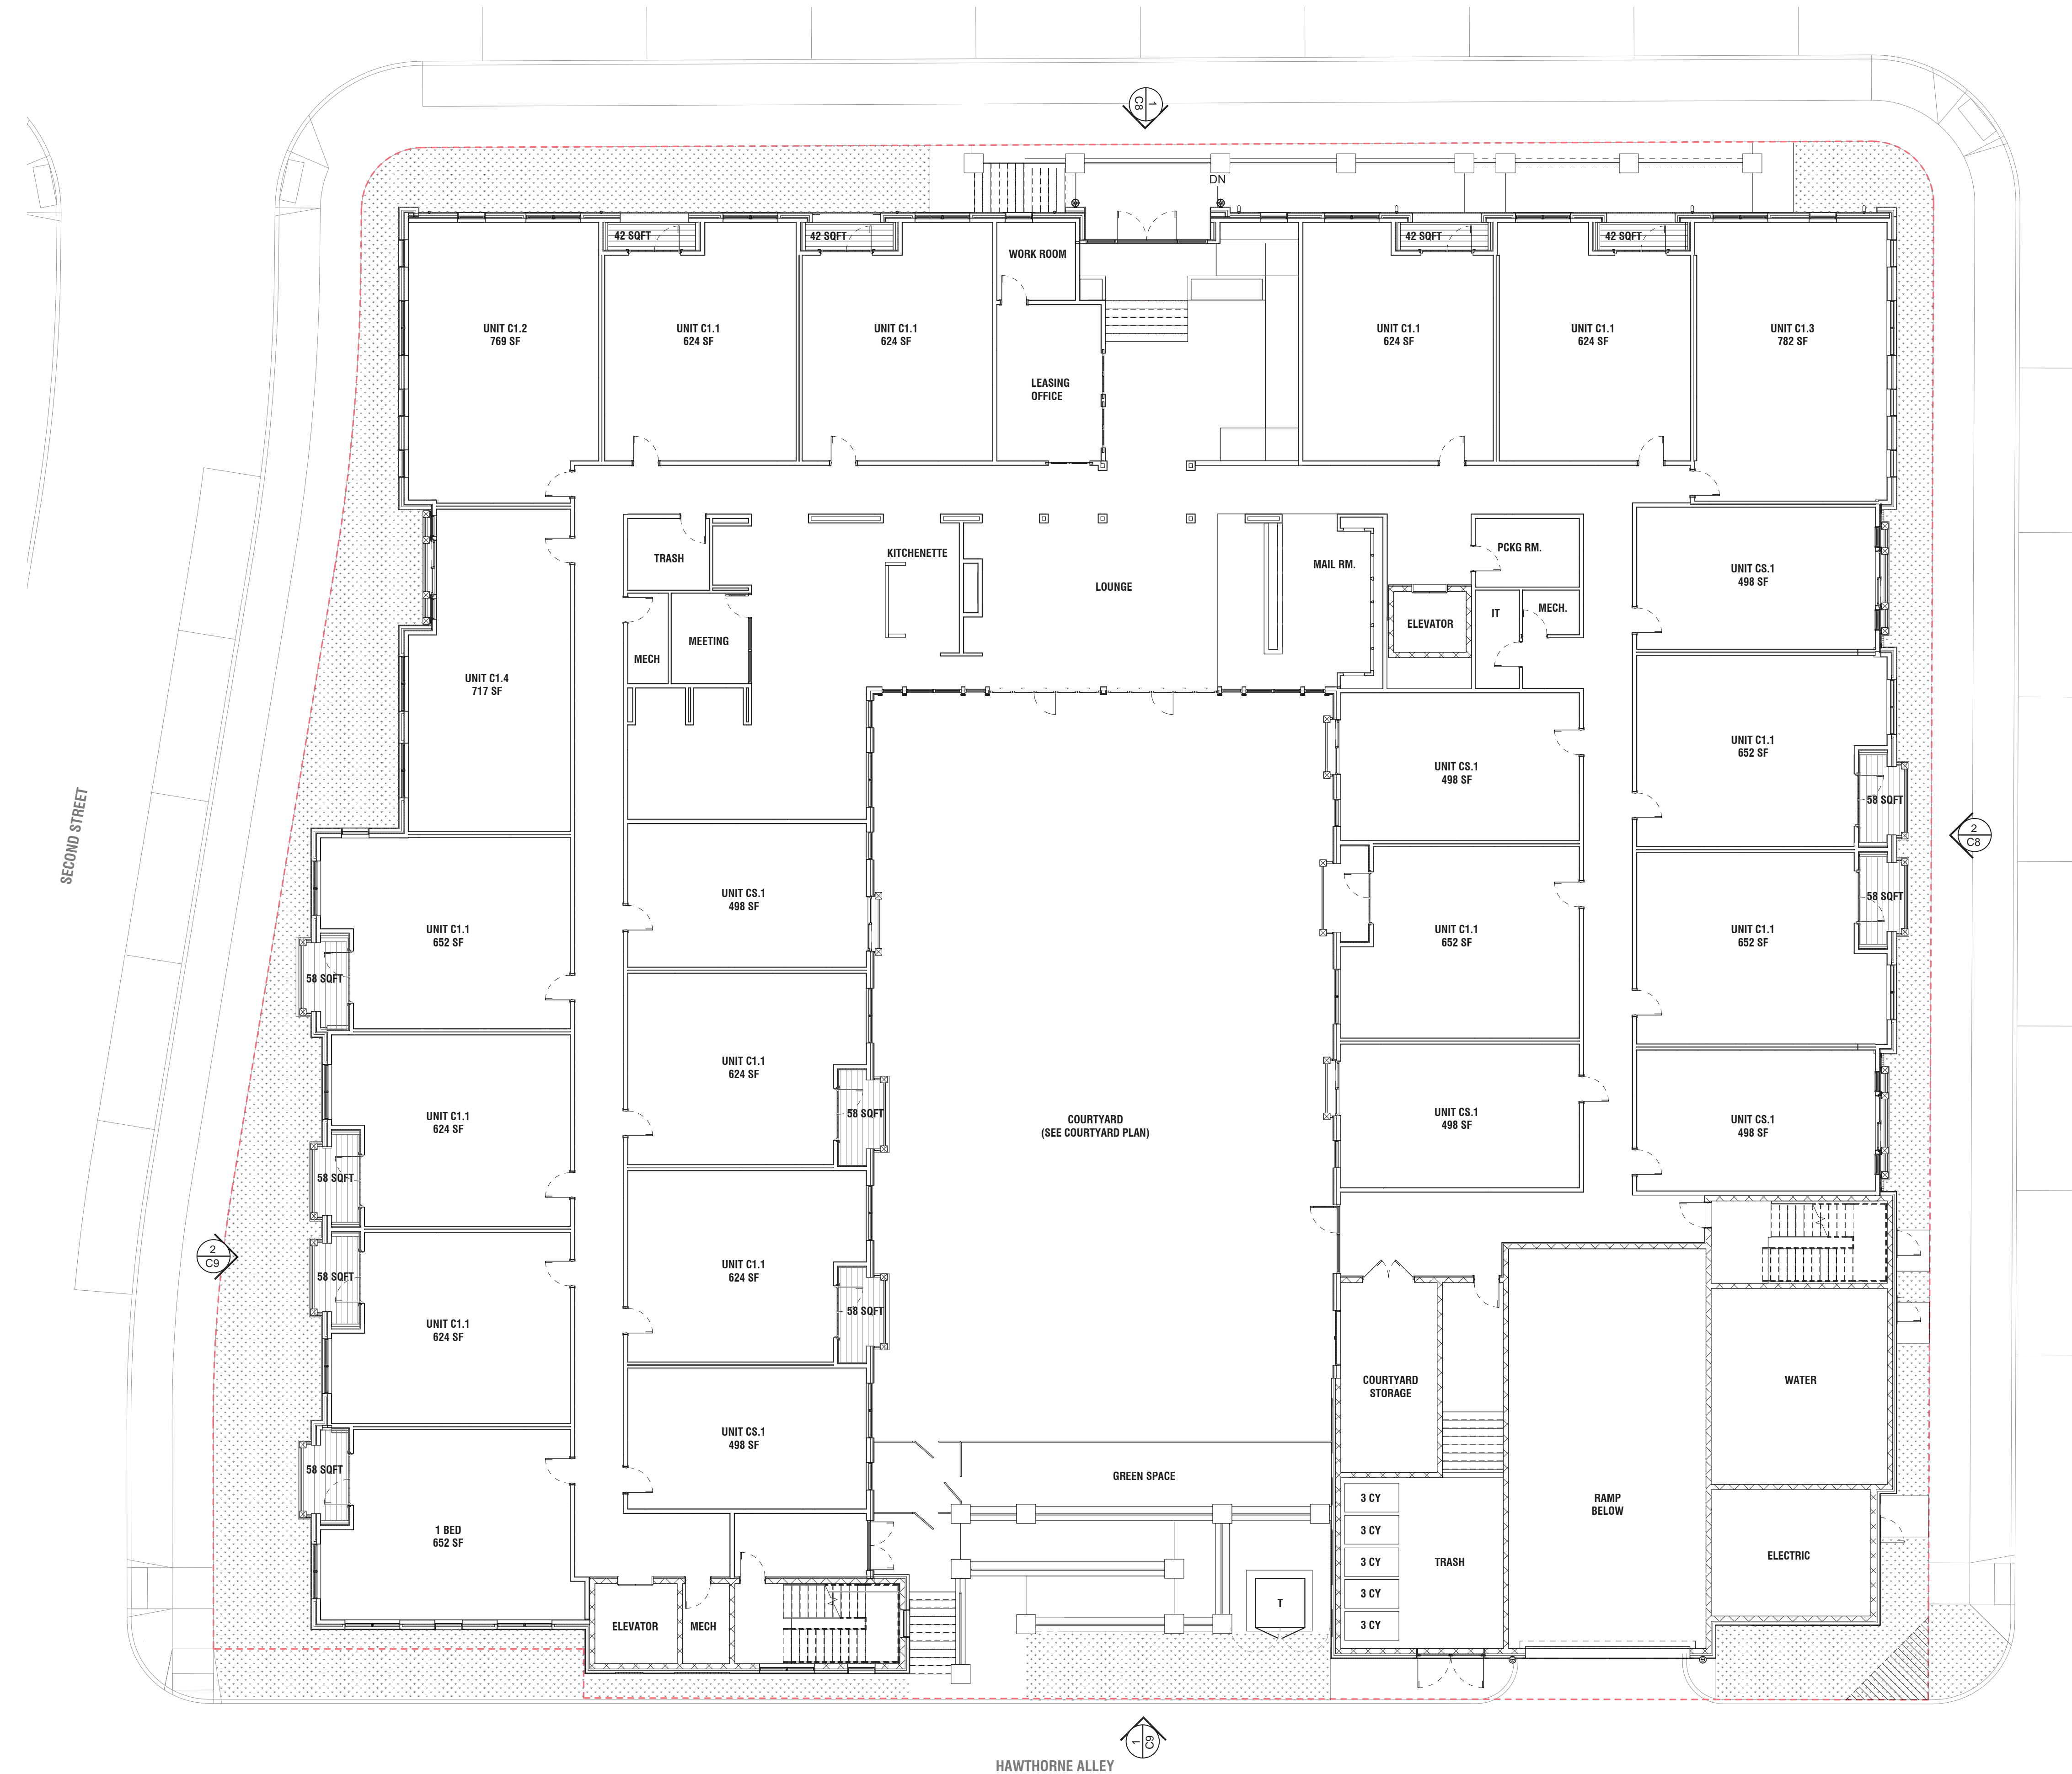 1
C8
DN
42 SQFT
42 SQFT
42 SQFT
42 SQFT
WORK ROOM
UNIT C1.2
769 SF
UNIT C1.1
624 SF
UNIT C1.1
624 SF
UNIT C1.1
624 SF
UNIT C1.1
624 SF
UNIT C1.3
782 SF
LEASING
OFFICE
TRASH
KITCHENETTE
LOUNGE
MAIL RM.
PCKG RM.
UNIT CS.1
498 SF
MECH
MEETING
ELEVATOR
IT
MECH.
UNIT C1.4
717 SF
UNIT CS.1
498 SF
UNIT C1.1
652 SF
58 SQFT
SECOND STREET
2
C8
UNIT CS.1
498 SF
58 SQFT
UNIT C1.1
652 SF
UNIT C1.1
652 SF
UNIT C1.1
652 SF
58 SQFT
UNIT C1.1
624 SF
UNIT C1.1
624 SF
58 SQFT
COURTYARD
(SEE COURTYARD PLAN)
UNIT CS.1
498 SF
UNIT CS.1
498 SF
58 SQFT
2
C9
58 SQFT
UNIT C1.1
624 SF
58 SQFT
UNIT C1.1
624 SF
COURTYARD
STORAGE
WATER
UNIT CS.1
498 SF
58 SQFT
GREEN SPACE
1 BED
652 SF
3 CY
3 CY
3 CY
3 CY
3 CY
TRASH
RAMP
BELOW
ELECTRIC
T
ELEVATOR
MECH
1
C9
HAWTHORNE ALLEY